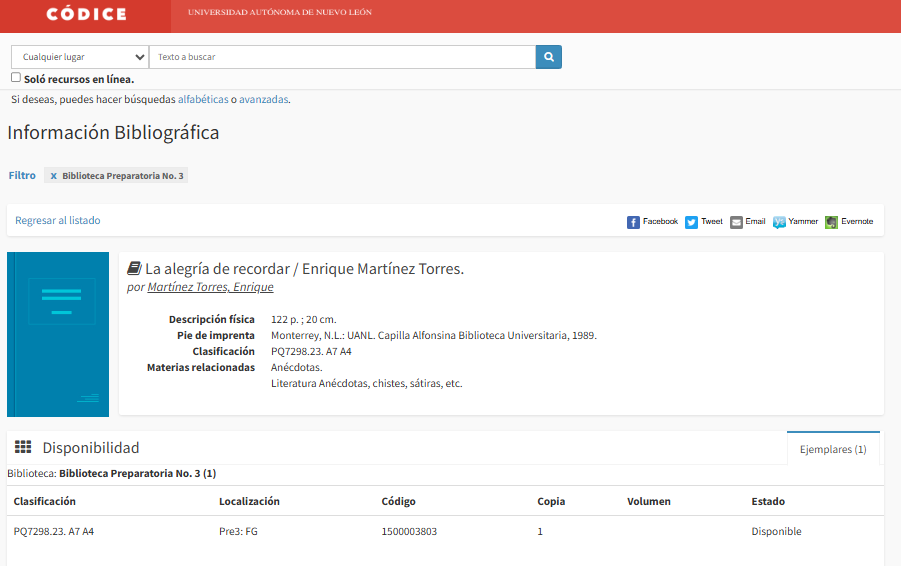 CÓDICE UNIVERSIDAD AUTÓNOMA DE NUEVO LEÓN
Cualquier lugar Texto a buscar
Soló recursos en línea.
Si deseas, puedes hacer búsquedas alfabéticas o avanzadas.
Información Bibliográfica
Filtro x Biblioteca Preparatoria No. 3
Regresar al listado Facebook Tweet Email Yammer Evernote
La alegría de recordar / Enrique Martínez Torres.
por Martínez Torres, Enrique
Descripción física 122 p. ; 20 cm.
Pie de imprenta Monterrey, N.L.: UANL. Capilla Alfonsina Biblioteca Universitaria, 1989.
Clasificación PQ7298.23. A7 A4
Materias relacionadas Anécdotas.
Literatura Anécdotas, chistes, sátiras, etc.
Disponibilidad Ejemplares (1)
Biblioteca: Biblioteca Preparatoria No. 3 (1)
Clasificación Localización Código Copia Volumen Estado
PQ7298.23. A7 A4 Pre3: FG 1500003803 1 Disponible